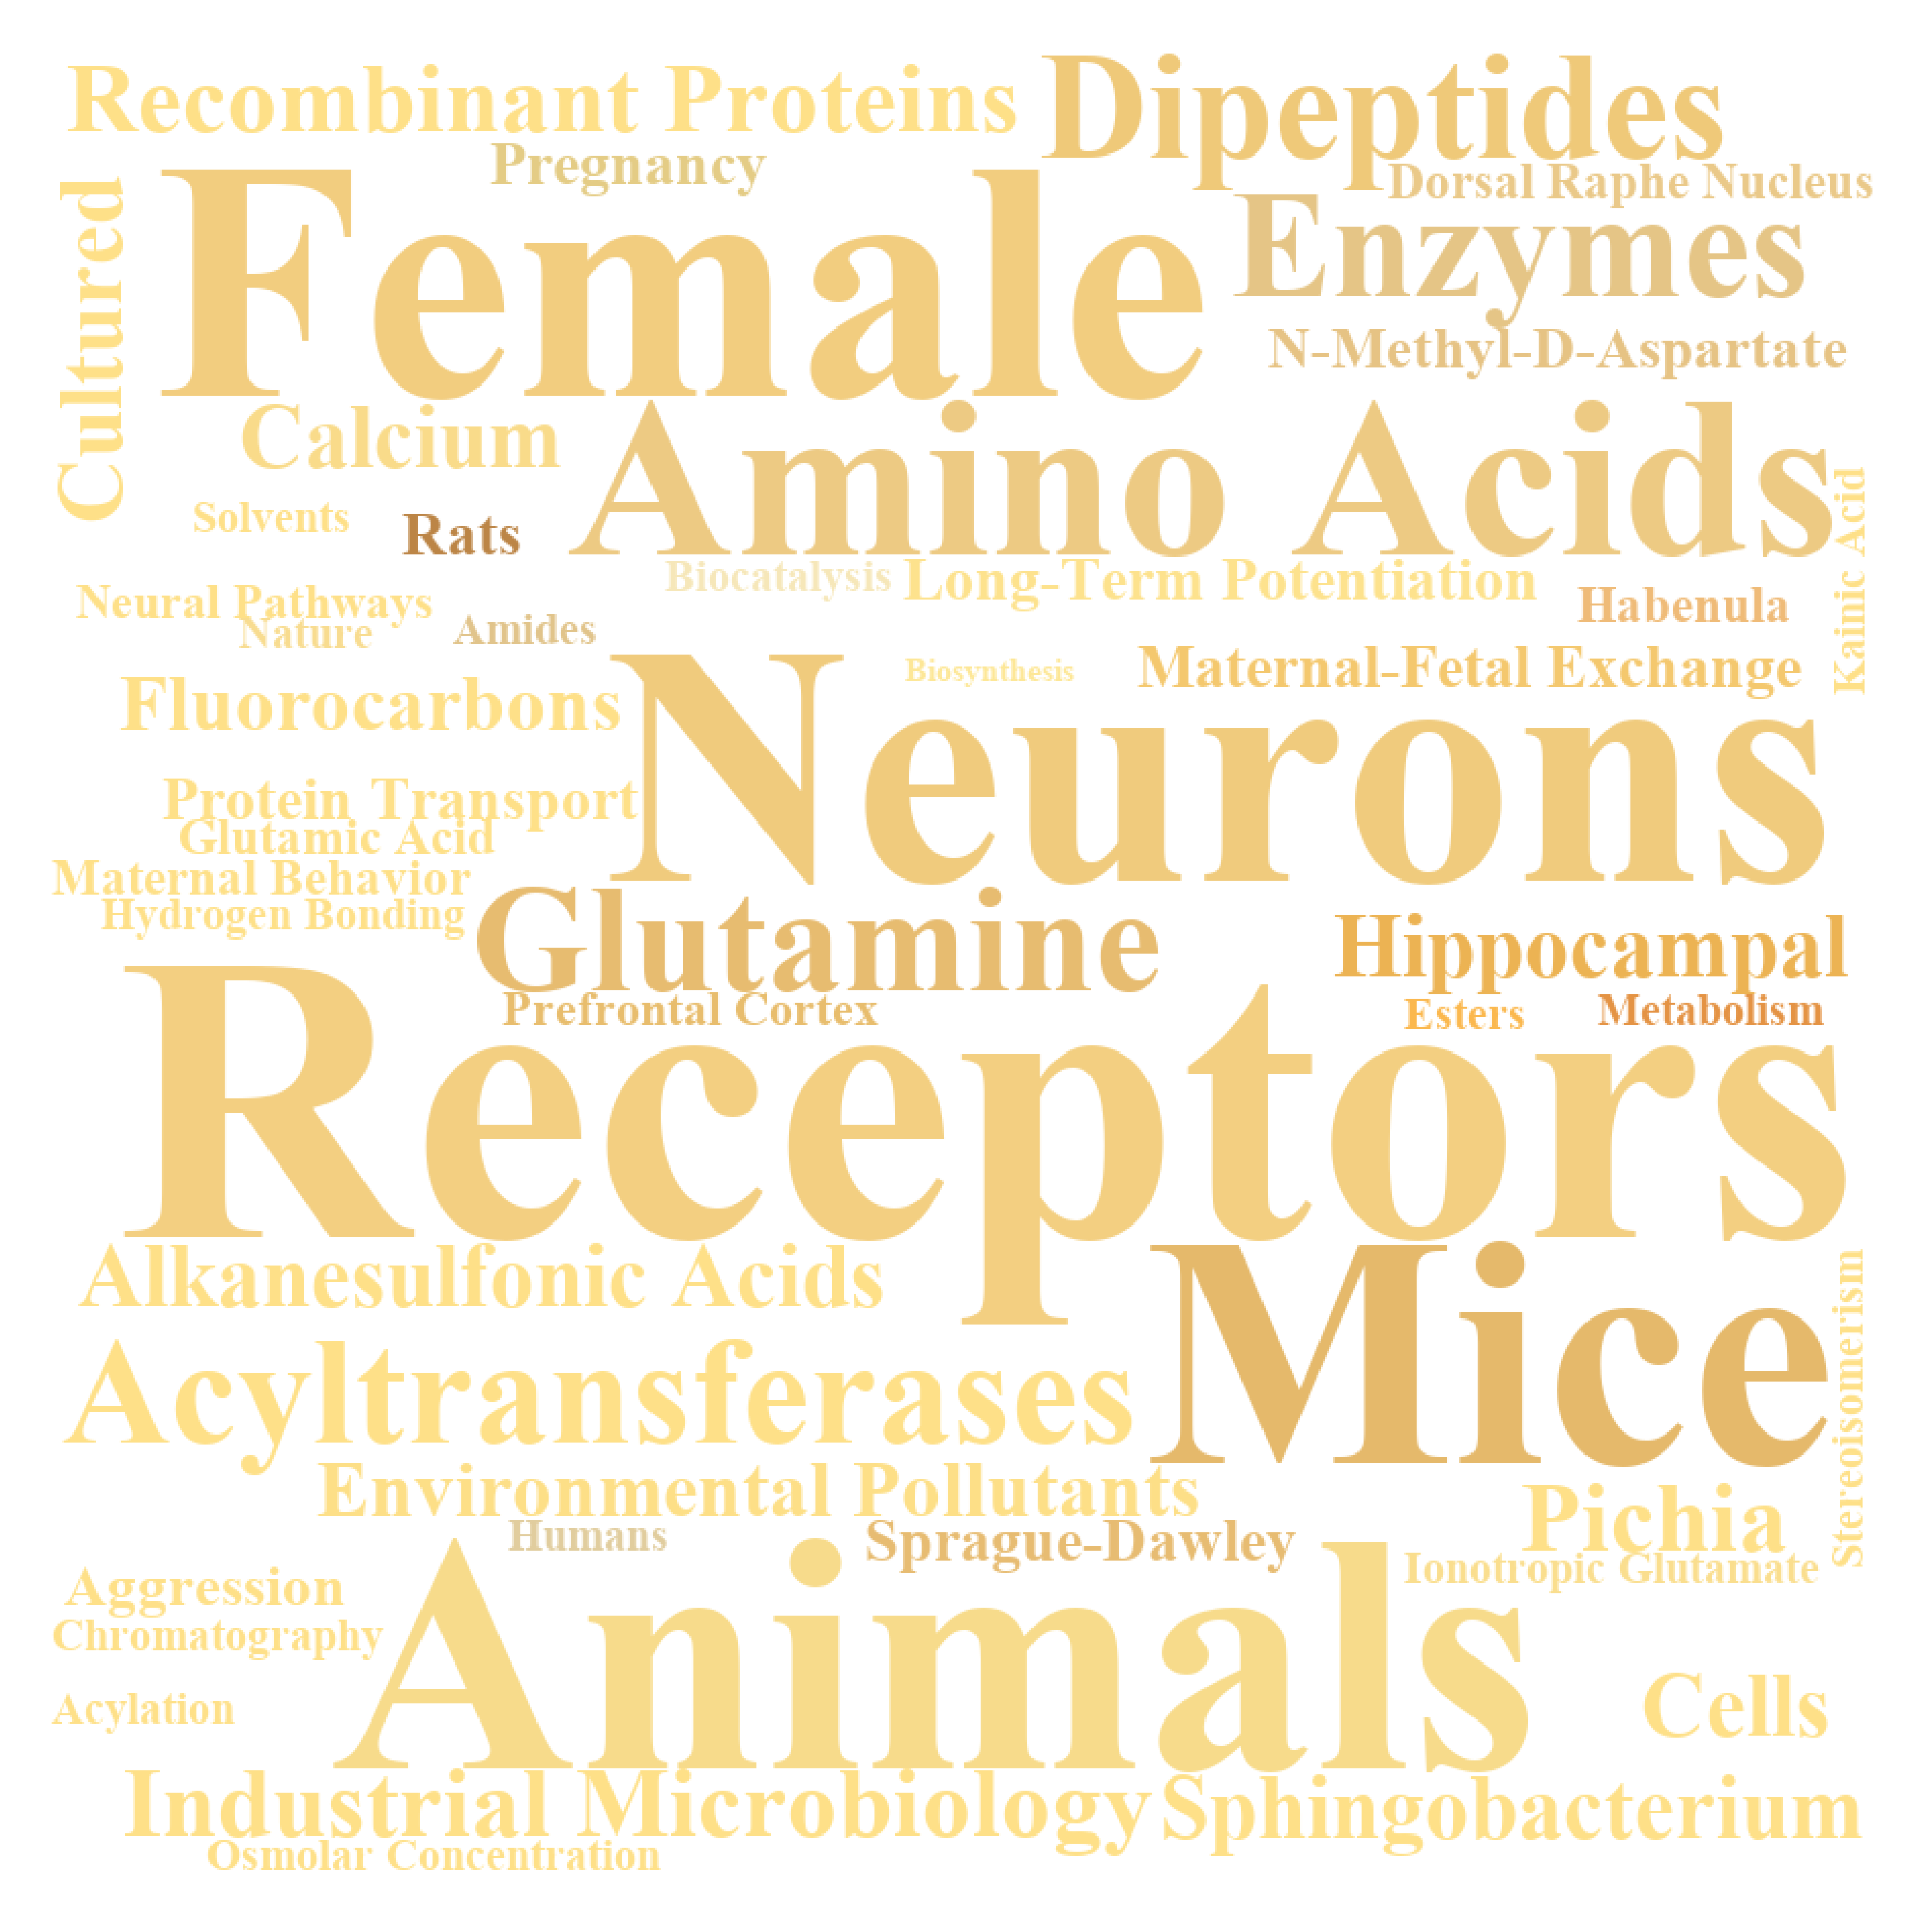 Recombinant Proteins
Dipeptides
Pregnancy
Dorsal Raphe Nucleus
Cultured
Female
Enzymes
N-Methyl-D-Aspartate
Calcium
Amino Acids
Solvents
Rats
Kainic Acid
Biocatalysis
Long-Term Potentiation
Neural Pathways
Habenula
Nature
Amides
Biosynthesis
Maternal-Fetal Exchange
Fluorocarbons
Neurons
Protein Transport
Glutamic Acid
Maternal Behavior
Hydrogen Bonding
Glutamine
Hippocampal
Prefrontal Cortex
Esters
Metabolism
Receptors
Alkanesulfonic Acids
Mice
Stereoisomerism
Acyltransferases
Environmental Pollutants
Pichia
Humans
Sprague-Dawley
Ionotropic Glutamate
Aggression
Chromatography
Animals
Acylation
Cells
Industrial Microbiology
Sphingobacterium
Osmolar Concentration